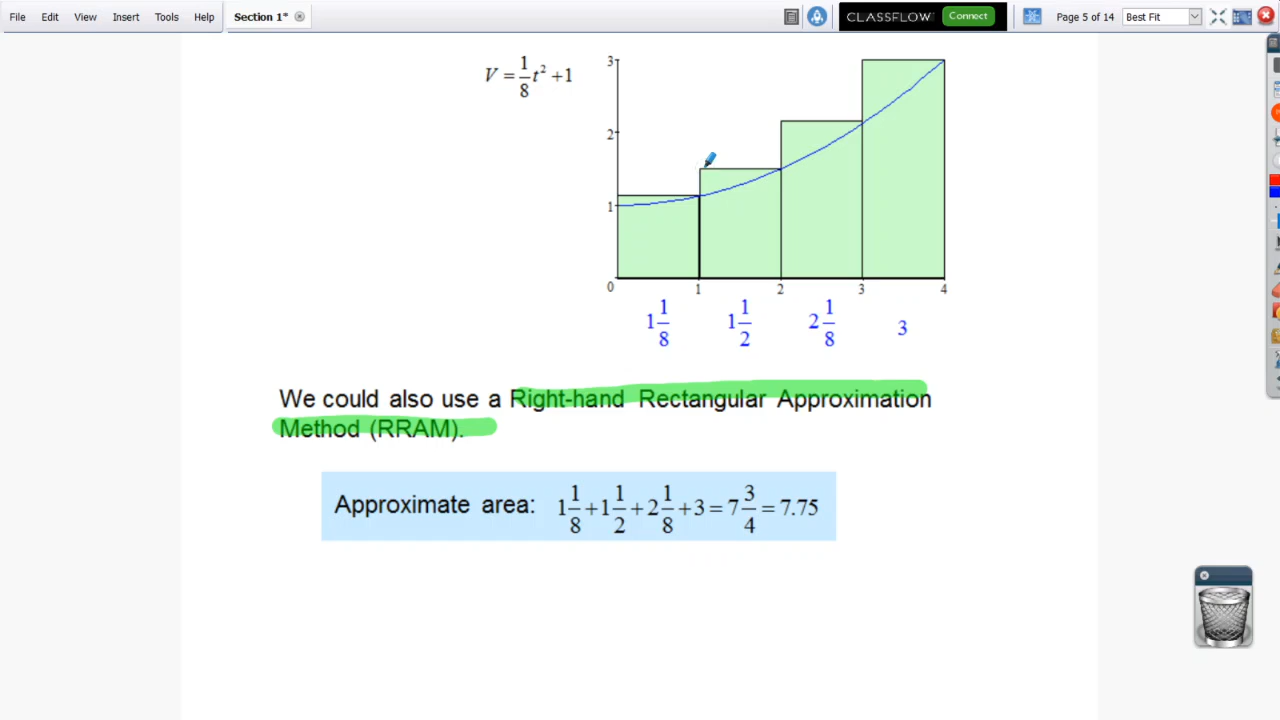 File Edit View Insert Tools Help Section 1* CLASSFLOW Connect Page 5 of 14 Best Fit
V = 1/8 t² + 1
3
2
1
0 1 2 3 4
1 1/8 1 1/2 2 1/8 3
We could also use a Right-hand Rectangular Approximation
Method (RRAM).
Approximate area: 1 1/8 + 1 1/2 + 2 1/8 + 3 = 7 3/4 = 7.75